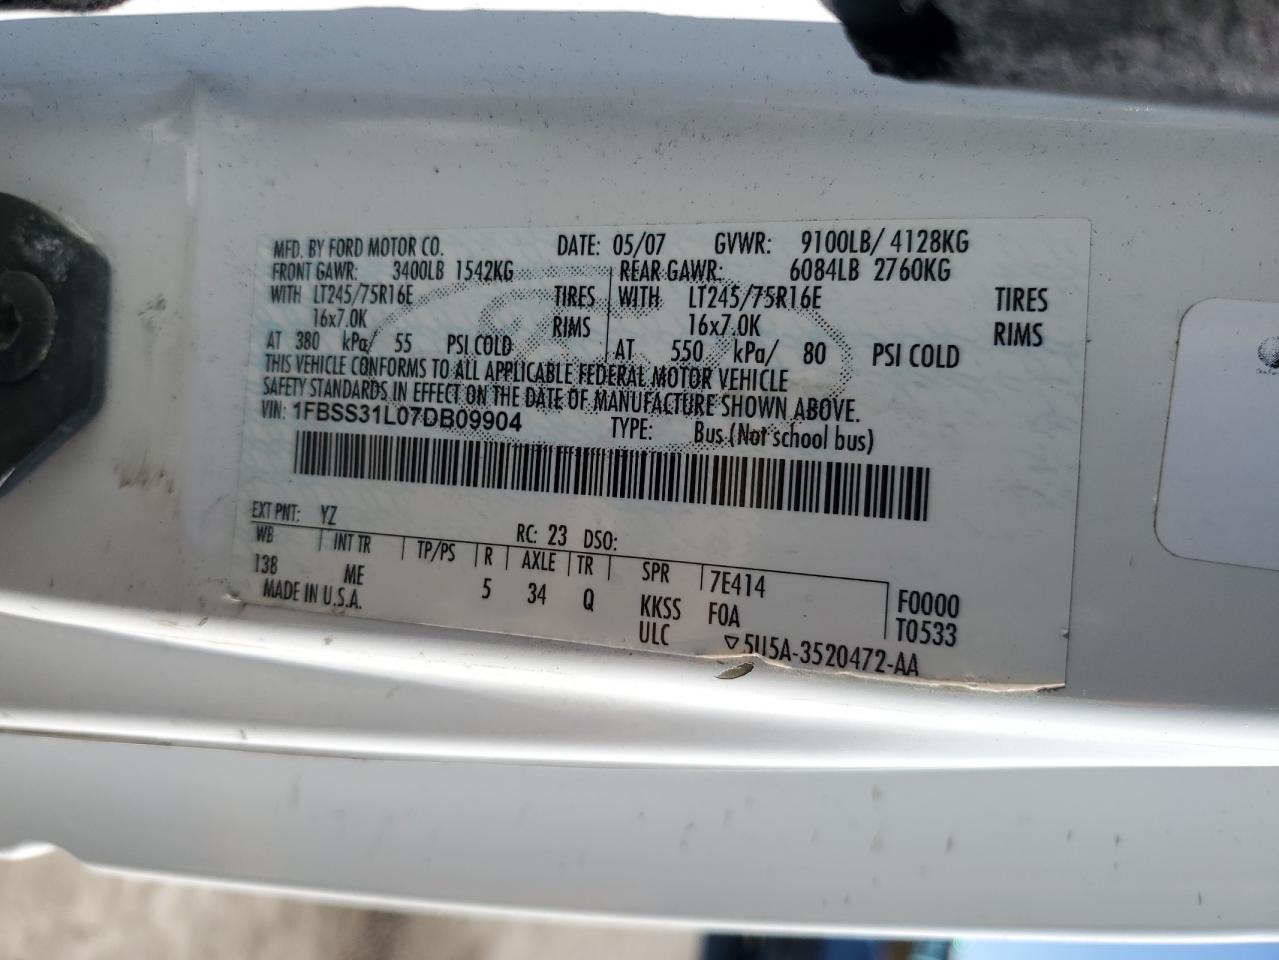 MFD. BY FORD MOTOR CO. DATE: 05/07 GVWR: 9100LB/ 4128KG
FRONT GAWR: 3400LB 1542KG REAR GAWR: 6084LB 2760KG
WITH LT245/75R16E TIRES WITH LT245/75R16E TIRES
16x7.0K RIMS 16x7.0K RIMS
AT 380 kPa/ 55 PSI COLD AT 550 kPa/ 80 PSI COLD
THIS VEHICLE CONFORMS TO ALL APPLICABLE FEDERAL MOTOR VEHICLE
SAFETY STANDARDS IN EFFECT ON THE DATE OF MANUFACTURE SHOWN ABOVE.
VIN: 1FBSS31L07DB09904 TYPE: Bus (Not school bus)
EXT PNT: YZ RC: 23 DSO:
WB INT TR TP/PS R AXLE TR SPR 7E414 F0000
138 ME 5 34 Q KKSS F0A T0533
MADE IN U.S.A. ULC ▽5U5A-3520472-AA